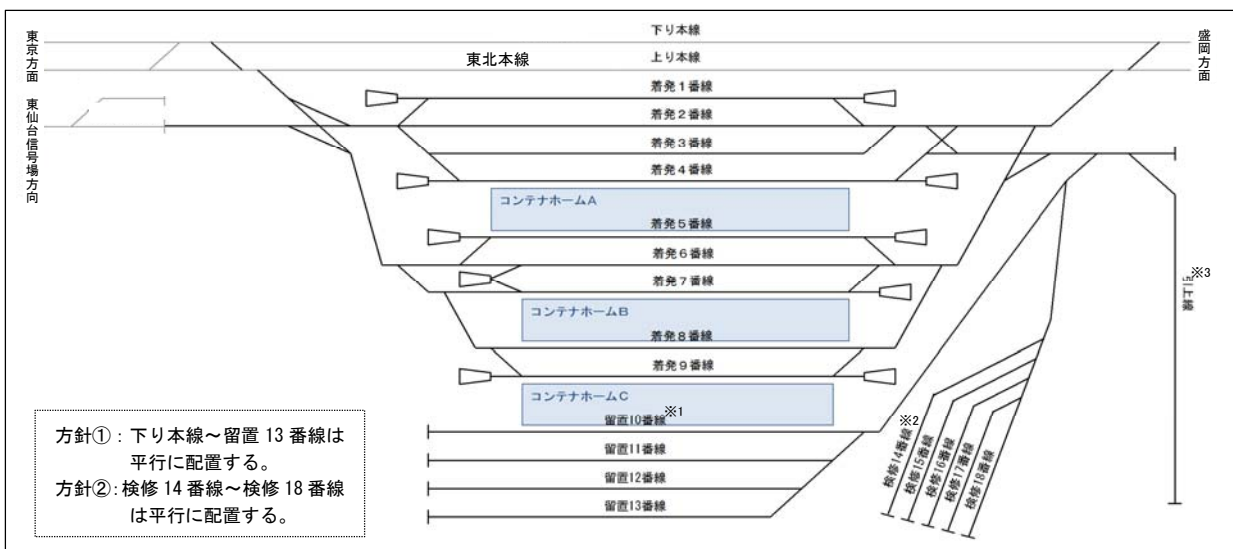 東京方面
東仙台信号場方向
盛岡方面
下り本線
東北本線
上り本線
着発1番線
着発2番線
着発3番線
着発4番線
コンテナホームA
着発5番線
着発6番線
着発7番線
コンテナホームB
着発8番線
着発9番線
コンテナホームC
留置10番線※1
留置11番線
留置12番線
留置13番線
検修14番線※2
検修15番線
検修16番線
検修17番線
検修18番線
引上線※3
方針①:下り本線~留置13番線は
平行に配置する。
方針②:検修14番線~検修18番線
は平行に配置する。